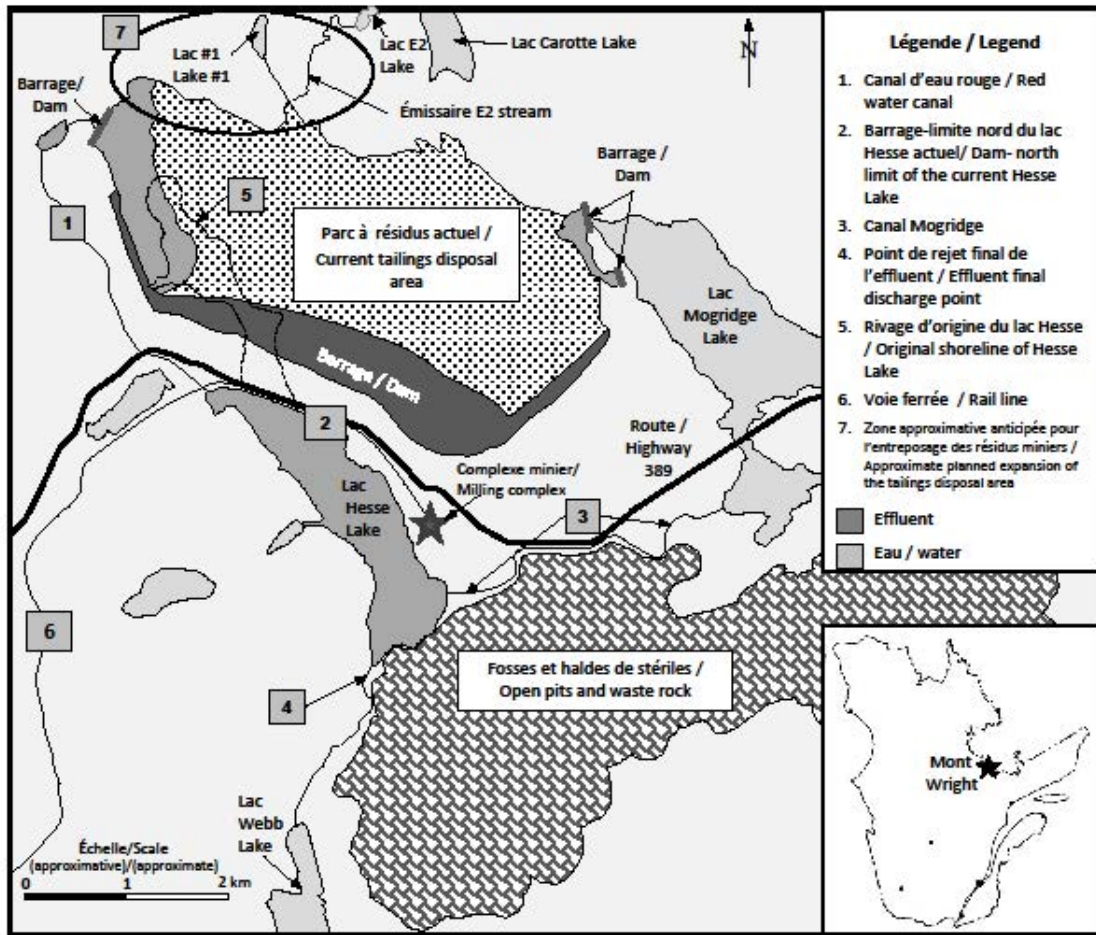 7
Lac #1
Lake #1
Lac E2
Lake
Lac Carotte Lake
N
Barrage/
Dam
Émissaire E2 stream
Barrage /
Dam
5
1
Parc à résidus actuel /
Current tailings disposal
area
Lac
Mogridge
Lake
Barrage / Dam
2
Route /
Highway
389
Complexe minier/
Milling complex
Lac
Hesse
Lake
3
6
Fosses et haldes de stériles /
Open pits and waste rock
4
Lac
Webb
Lake
Échelle/Scale
(approximative)/(approximate)
0 1 2 km
Légende / Legend
1. Canal d’eau rouge / Red
water canal
2. Barrage-limite nord du lac
Hesse actuel/ Dam- north
limit of the current Hesse
Lake
3. Canal Mogridge
4. Point de rejet final de
l’effluent / Effluent final
discharge point
5. Rivage d’origine du lac Hesse
/ Original shoreline of Hesse
Lake
6. Voie ferrée / Rail line
7. Zone approximative anticipée pour
l’entreposage des résidus miniers /
Approximate planned expansion of
the tailings disposal area
Effluent
Eau / water
Mont
Wright